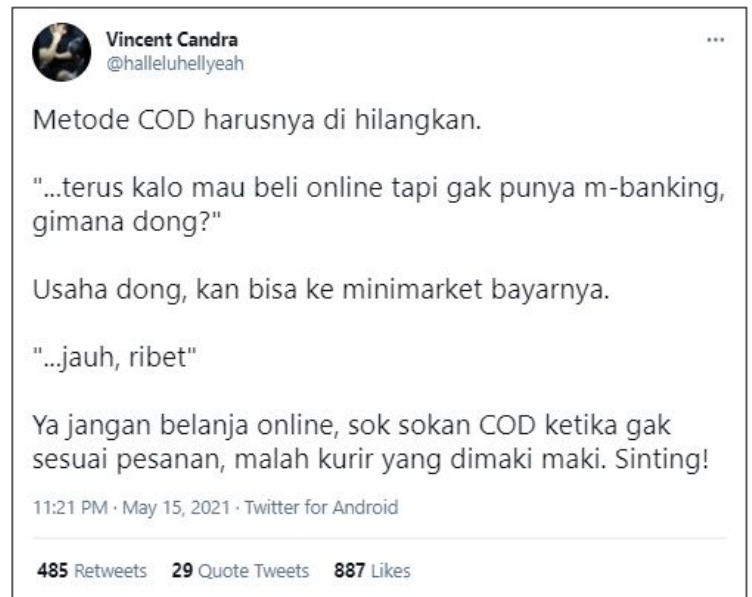 Vincent Candra
@halleluhellyeah
Metode COD harusnya di hilangkan.
"...terus kalo mau beli online tapi gak punya m-banking,
gimana dong?"
Usaha dong, kan bisa ke minimarket bayarnya.
"...jauh, ribet"
Ya jangan belanja online, sok sokan COD ketika gak
sesuai pesanan, malah kurir yang dimaki maki. Sinting!
11:21 PM · May 15, 2021 · Twitter for Android
485 Retweets 29 Quote Tweets 887 Likes